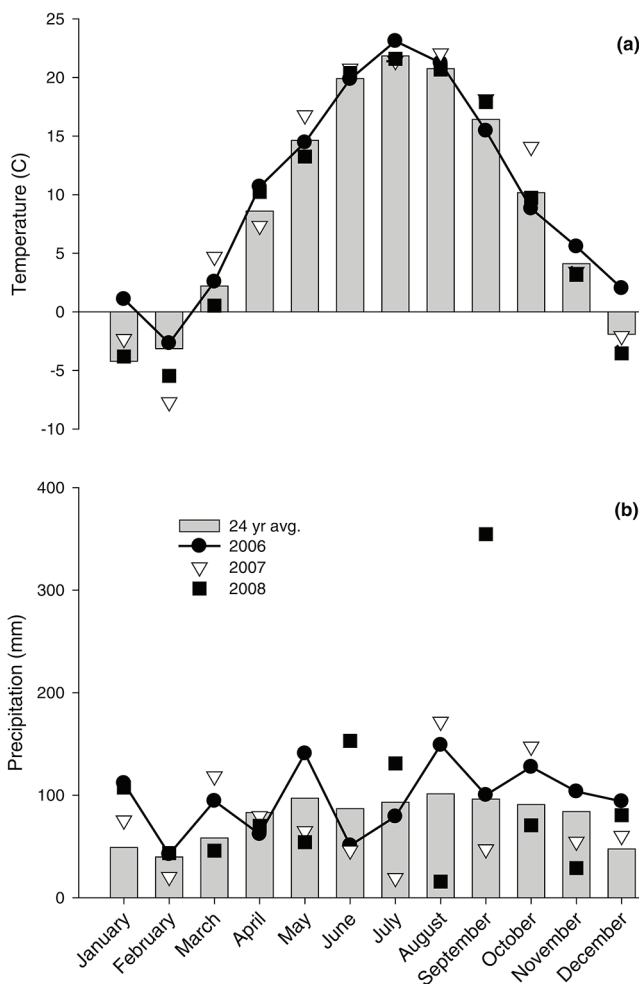 (a)
Temperature (C)
25
20
15
10
5
0
-5
-10
(b)
Precipitation (mm)
400
300
200
100
0
24 yr avg.
2006
2007
2008
January
February
March
April
May
June
July
August
September
October
November
December